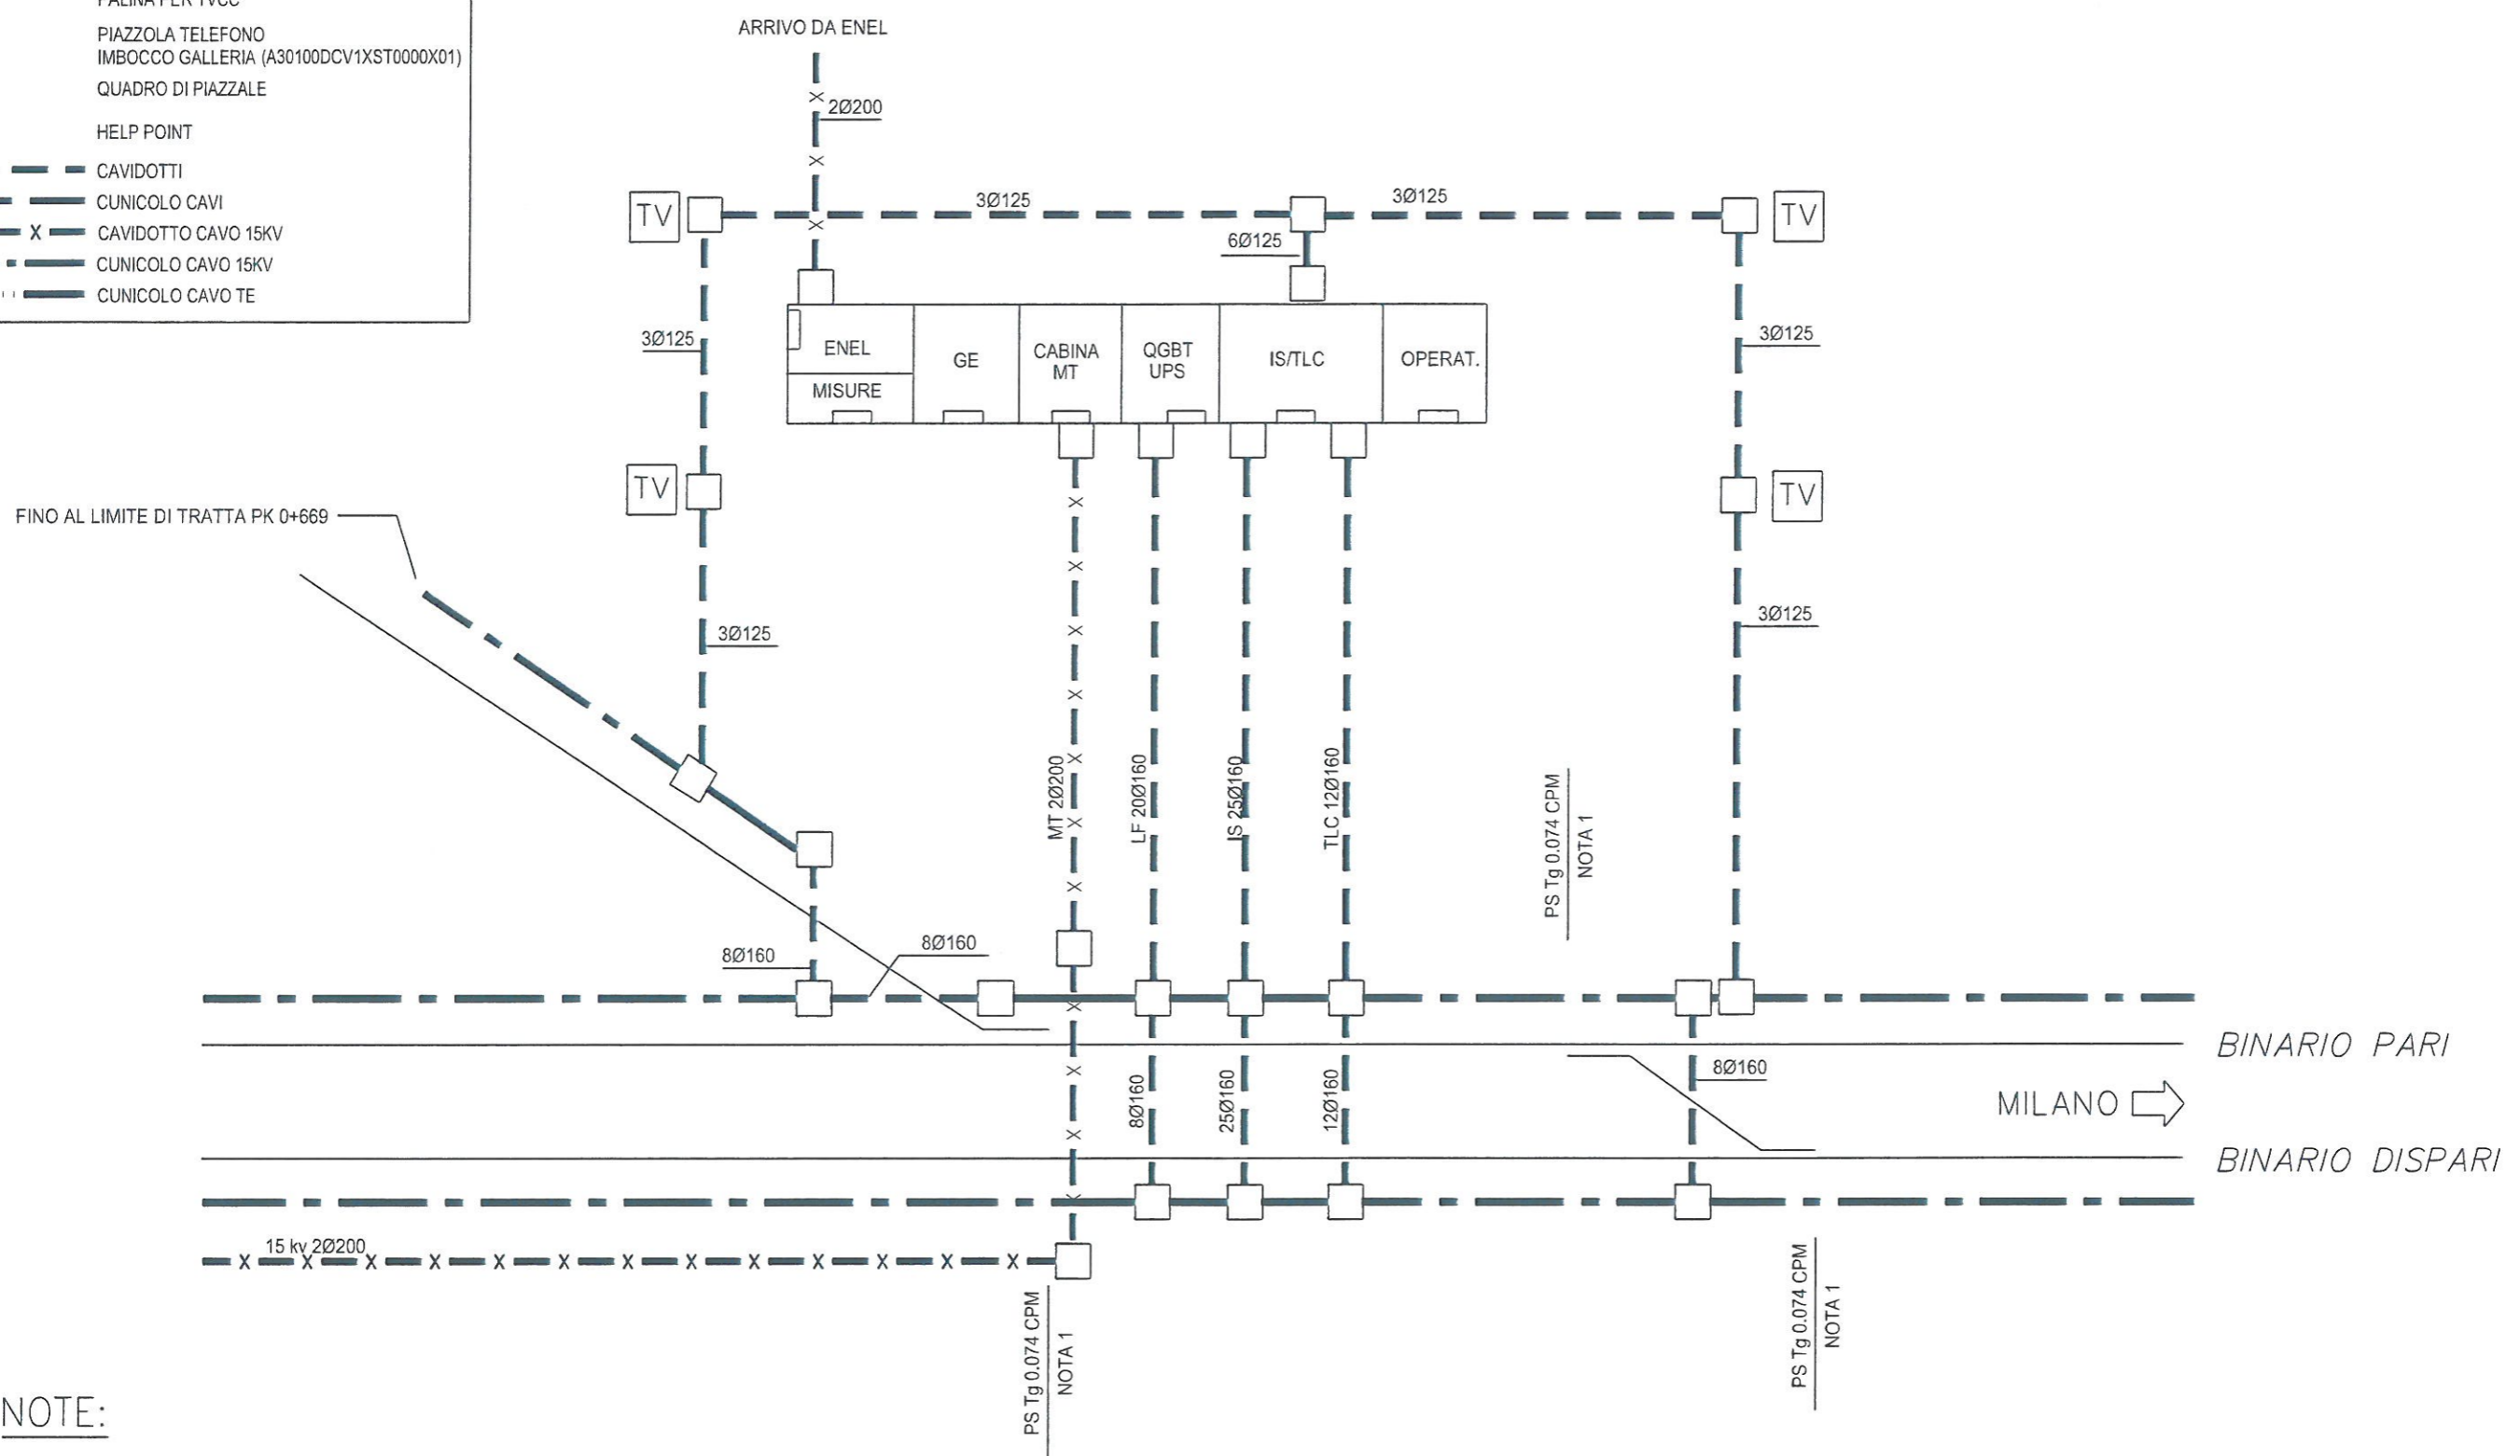 PALINA PER TVCC
PIAZZOLA TELEFONO
IMBOCCO GALLERIA (A30100DCV1XST0000X01)
QUADRO DI PIAZZALE
HELP POINT
CAVIDOTTI
CUNICOLO CAVI
X CAVIDOTTO CAVO 15KV
CUNICOLO CAVO 15KV
CUNICOLO CAVO TE
ARRIVO DA ENEL
2Ø200
TV
3Ø125
3Ø125
TV
6Ø125
3Ø125
3Ø125
ENEL
MISURE
GE
CABINA
MT
QGBT
UPS
IS/TLC
OPERAT.
TV
TV
FINO AL LIMITE DI TRATTA PK 0+669
3Ø125
3Ø125
MT 2Ø200
LF 20Ø160
IS 25Ø160
TLC 12Ø160
PS Tg 0.074 CPM
NOTA 1
8Ø160
8Ø160
BINARIO PARI
8Ø160
25Ø160
12Ø160
8Ø160
MILANO
BINARIO DISPARI
15 kv 2Ø200
PS Tg 0.074 CPM
NOTA 1
PS Tg 0.074 CPM
NOTA 1
NOTE: